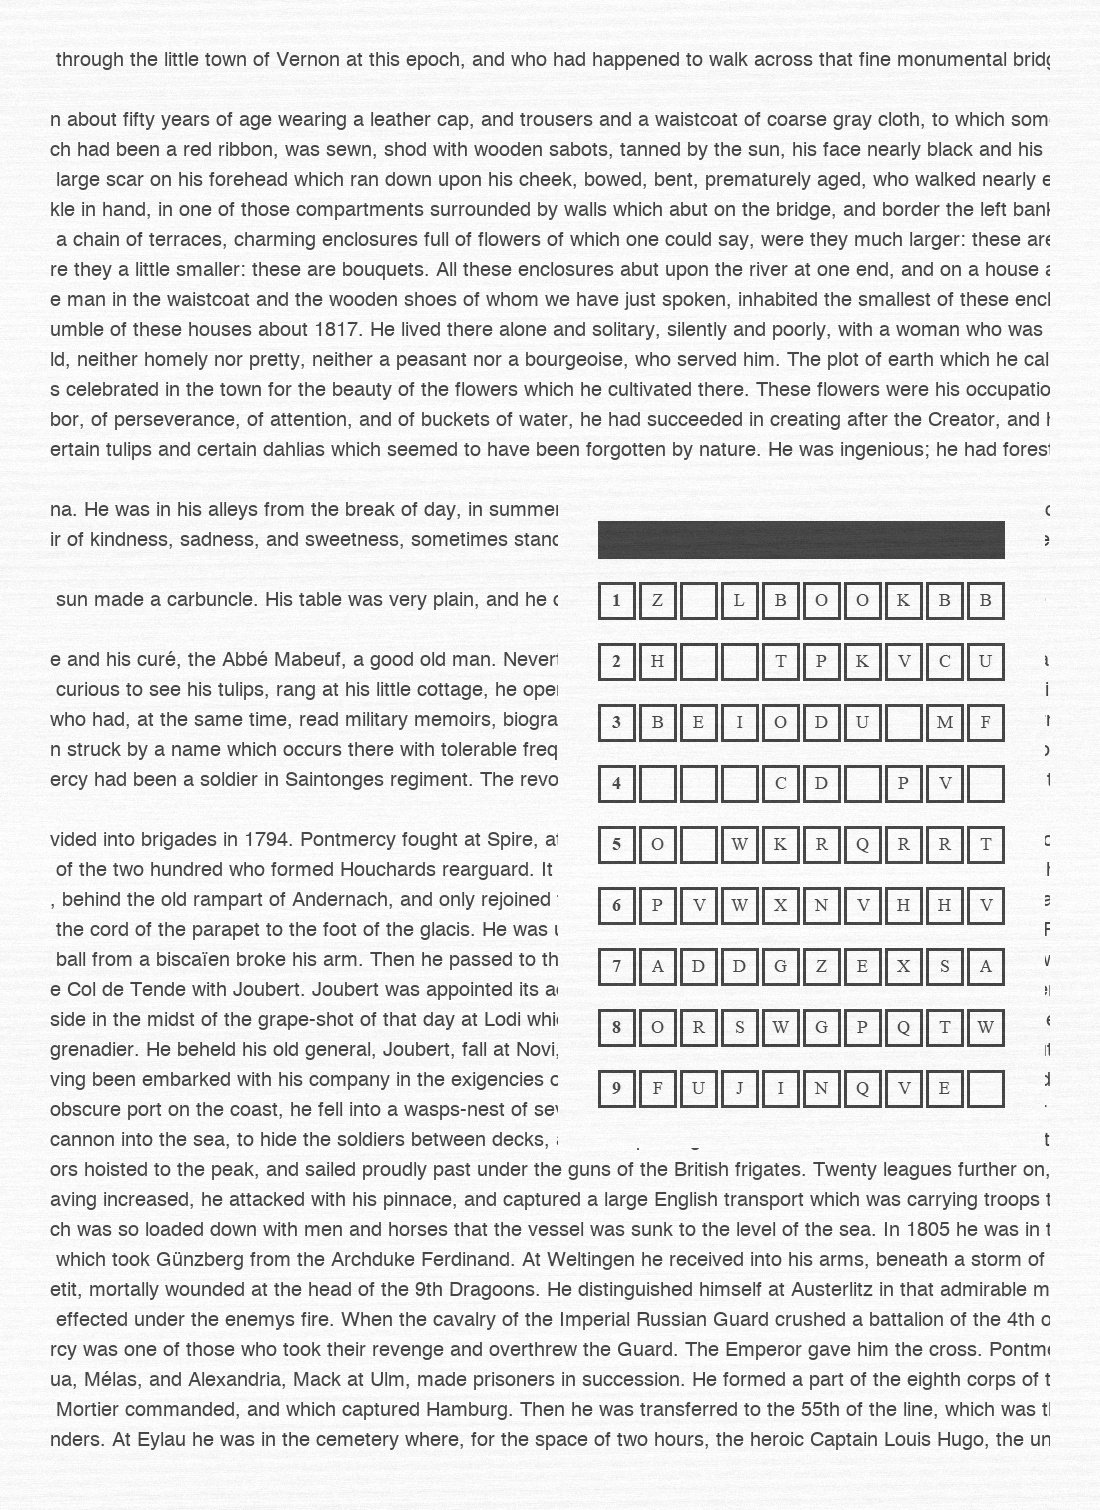 through the little town of Vernon at this epoch, and who had happened to walk across that fine monumental
n about fifty years of age wearing a leather cap, and trousers and a waistcoat of coarse gray cloth, to which som
ch had been a red ribbon, was sewn, shod with wooden sabots, tanned by the sun, his face nearly black and his
large scar on his forehead which ran down upon his cheek, bowed, bent, prematurely aged, who walked nearly e
kle in hand, in one of those compartments surrounded by walls which abut on the bridge, and border the left
a chain of terraces, charming enclosures full of flowers of which one could say, were they much larger: these are
re they a little smaller: these are bouquets. All these enclosures abut upon the river at one end, and on a house
e man in the waistcoat and the wooden shoes of whom we have just spoken, inhabited the smallest of these encl
umble of these houses about 1817. He lived there alone and solitary, silently and poorly, with a woman who was
ld, neither homely nor pretty, neither a peasant nor a bourgeoise, who served him. The plot of earth which he cal
s celebrated in the town for the beauty of the flowers which he cultivated there. These flowers were his occupatio
bor, of perseverance, of attention, and of buckets of water, he had succeeded in creating after the Creator, and
ertain tulips and certain dahlias which seemed to have been forgotten by nature. He was ingenious; he had forest
na. He was in his alleys from the break of day, in summer
ir of kindness, sadness, and sweetness, sometimes stand
sun made a carbuncle. His table was very plain, and he
e and his curé, the Abbé Mabeuf, a good old man. Never
curious to see his tulips, rang at his little cottage, he ope
who had, at the same time, read military memoirs, biogra
n struck by a name which occurs there with tolerable freq
ercy had been a soldier in Saintonges regiment. The revo
vided into brigades in 1794. Pontmercy fought at Spire, at
of the two hundred who formed Houchards rearguard. It
, behind the old rampart of Andernach, and only rejoined
the cord of the parapet to the foot of the glacis. He was
ball from a biscaïen broke his arm. Then he passed to th
e Col de Tende with Joubert. Joubert was appointed its
side in the midst of the grape-shot of that day at Lodi
grenadier. He beheld his old general, Joubert, fall at Novi,
ving been embarked with his company in the exigencies
obscure port on the coast, he fell into a wasps-nest of
cannon into the sea, to hide the soldiers between decks,
1 Z L B O O K B B
2 H T P K V C U
3 B E I O D U M F
4 C D P V
5 O W K R Q R R T
6 P V W X N V H H V
7 A D D G Z E X S A
8 O R S W G P Q T W
9 F U J I N Q V E
ors hoisted to the peak, and sailed proudly past under the guns of the British frigates. Twenty leagues further on,
aving increased, he attacked with his pinnace, and captured a large English transport which was carrying troops
ch was so loaded down with men and horses that the vessel was sunk to the level of the sea. In 1805 he was in
which took Günzberg from the Archduke Ferdinand. At Weltingen he received into his arms, beneath a storm of
etit, mortally wounded at the head of the 9th Dragoons. He distinguished himself at Austerlitz in that admirable m
effected under the enemys fire. When the cavalry of the Imperial Russian Guard crushed a battalion of the 4th
rcy was one of those who took their revenge and overthrew the Guard. The Emperor gave him the cross. Pontme
ua, Mélas, and Alexandria, Mack at Ulm, made prisoners in succession. He formed a part of the eighth corps of
Mortier commanded, and which captured Hamburg. Then he was transferred to the 55th of the line, which was
nders. At Eylau he was in the cemetery where, for the space of two hours, the heroic Captain Louis Hugo, the un